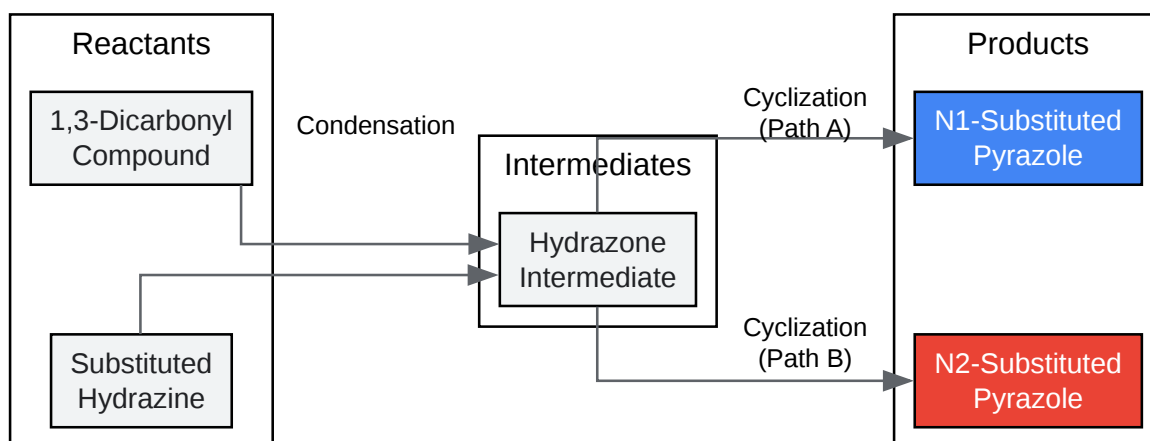 Reactants
1,3-Dicarbonyl
Compound
Substituted
Hydrazine
Condensation
Intermediates
Hydrazone
Intermediate
Cyclization
(Path A)
Cyclization
(Path B)
Products
N1-Substituted
Pyrazole
N2-Substituted
Pyrazole